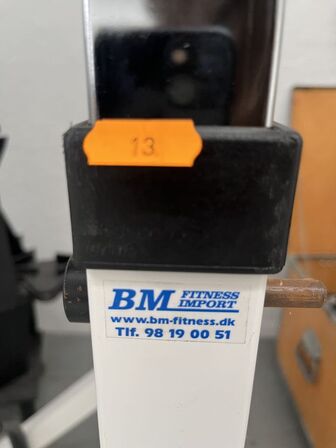 13.
BM FITNESS
IMPORT
www.bm-fitness.dk
Tlf. 98 19 00 51